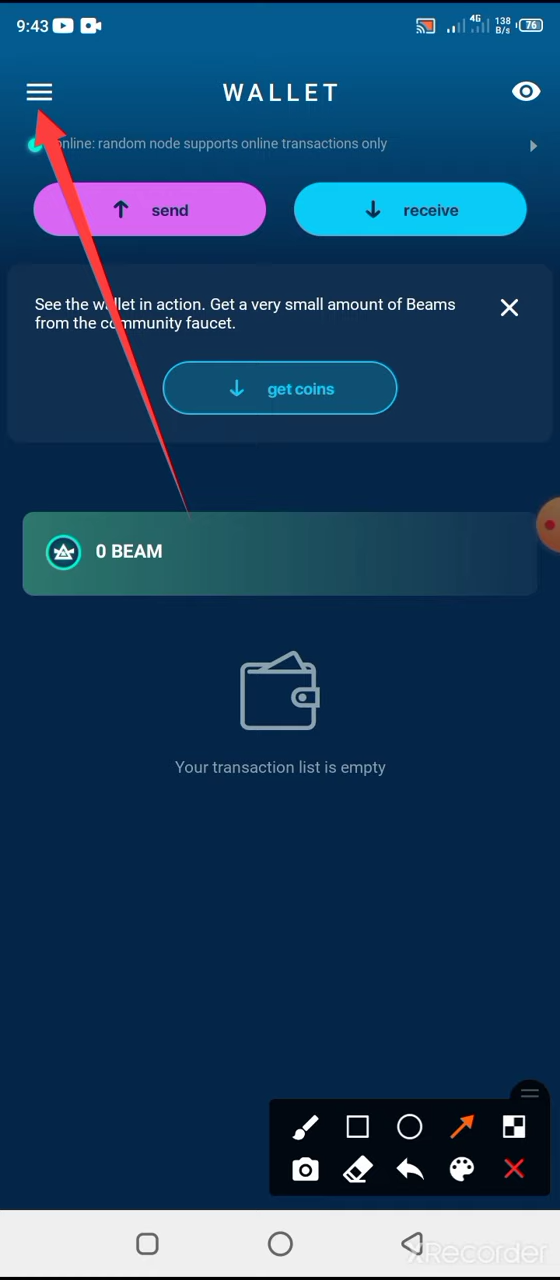 9:43
4G 138 B/s 76
WALLET
online: random node supports online transactions only
send
receive
See the wallet in action. Get a very small amount of Beams
from the community faucet.
get coins
0 BEAM
Your transaction list is empty
XRecorder